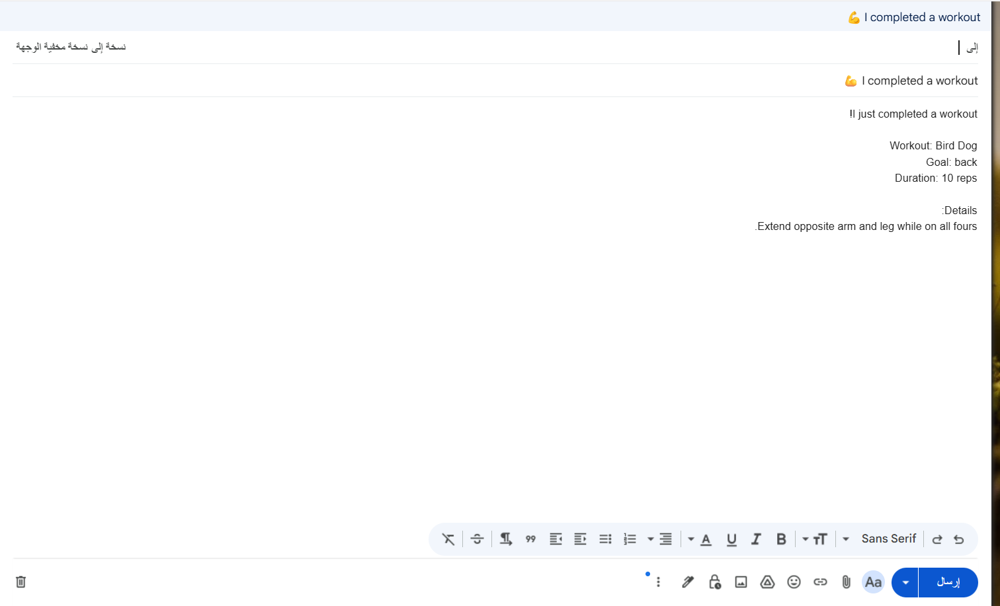 💪 I completed a workout
إلى
نسخة إلى نسخة مخفية الوجهة
💪 I completed a workout
I just completed a workout!
Workout: Bird Dog
Goal: back
Duration: 10 reps
Details:
Extend opposite arm and leg while on all fours.
Sans Serif
Aa
إرسال